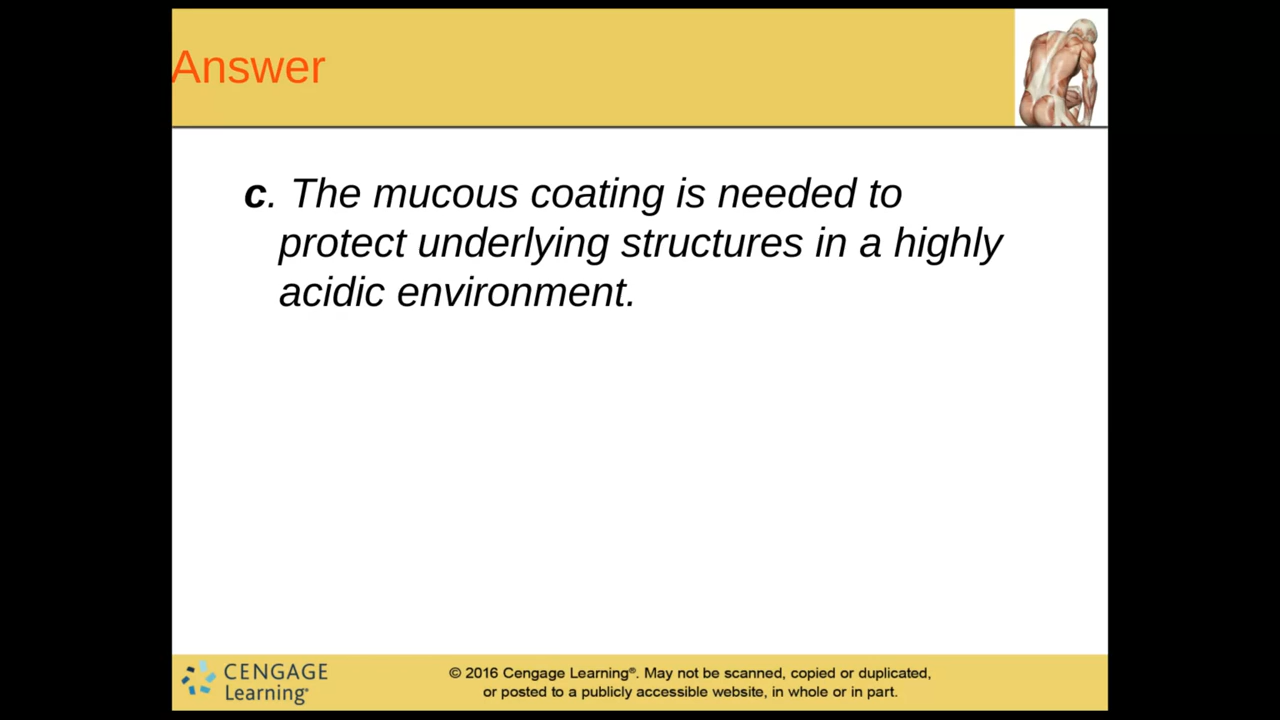 Answer
c. The mucous coating is needed to
protect underlying structures in a highly
acidic environment.
CENGAGE
Learning®
© 2016 Cengage Learning®. May not be scanned, copied or duplicated,
or posted to a publicly accessible website, in whole or in part.